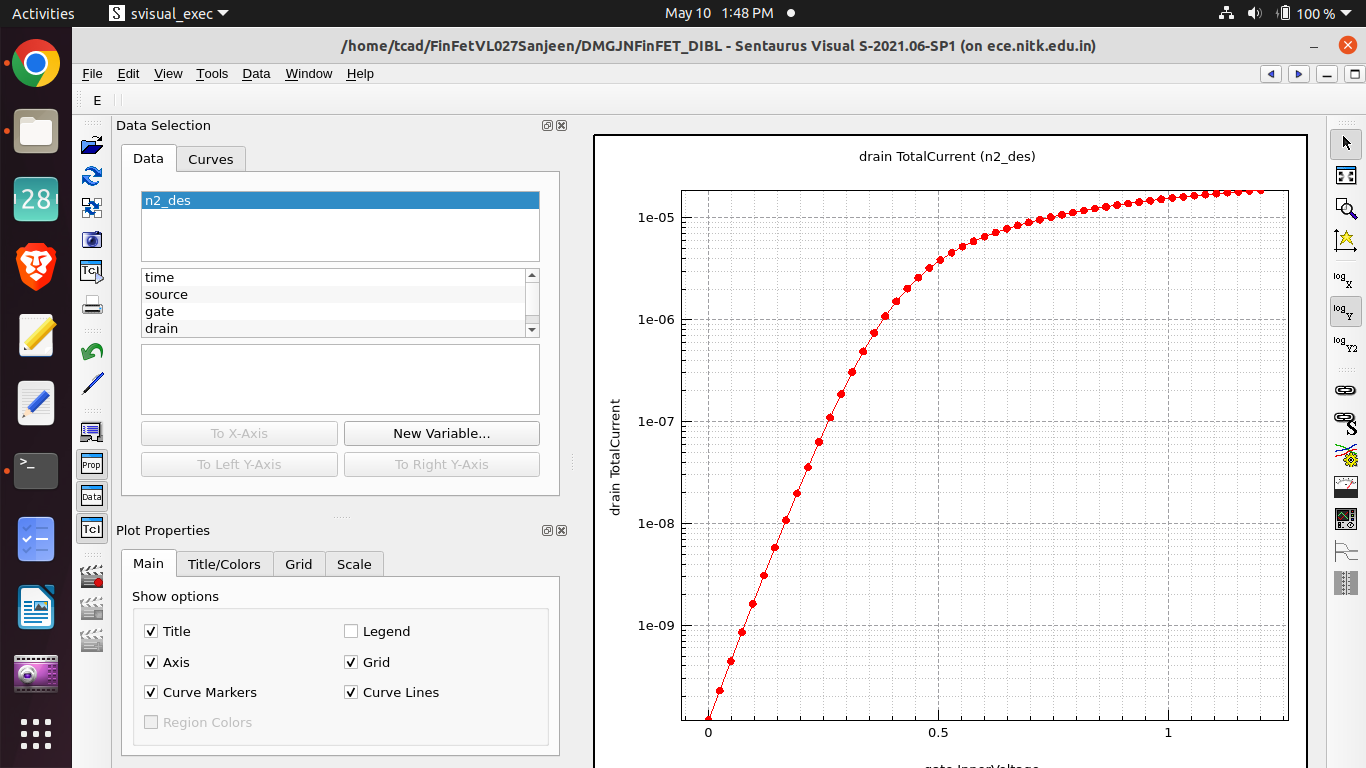 Activities
S svisual_exec
May 10 1:48 PM
100 %
/home/tcad/FinFetVL027Sanjeen/DMGJNFinFET_DIBL - Sentaurus Visual S-2021.06-SP1 (on ece.nitk.edu.in)
File Edit View Tools Data Window Help
E
Data Selection
Data Curves
n2_des
time
source
gate
drain
To X-Axis New Variable...
To Left Y-Axis To Right Y-Axis
Plot Properties
Main Title/Colors Grid Scale
Show options
Title Legend
Axis Grid
Curve Markers Curve Lines
Region Colors
28
>_
Tcl
Prop
Data
Tcl
drain TotalCurrent (n2_des)
1e-05
1e-06
1e-07
1e-08
1e-09
drain TotalCurrent
0 0.5 1
gate InnerVoltage
log X
log Y
log Y2
S